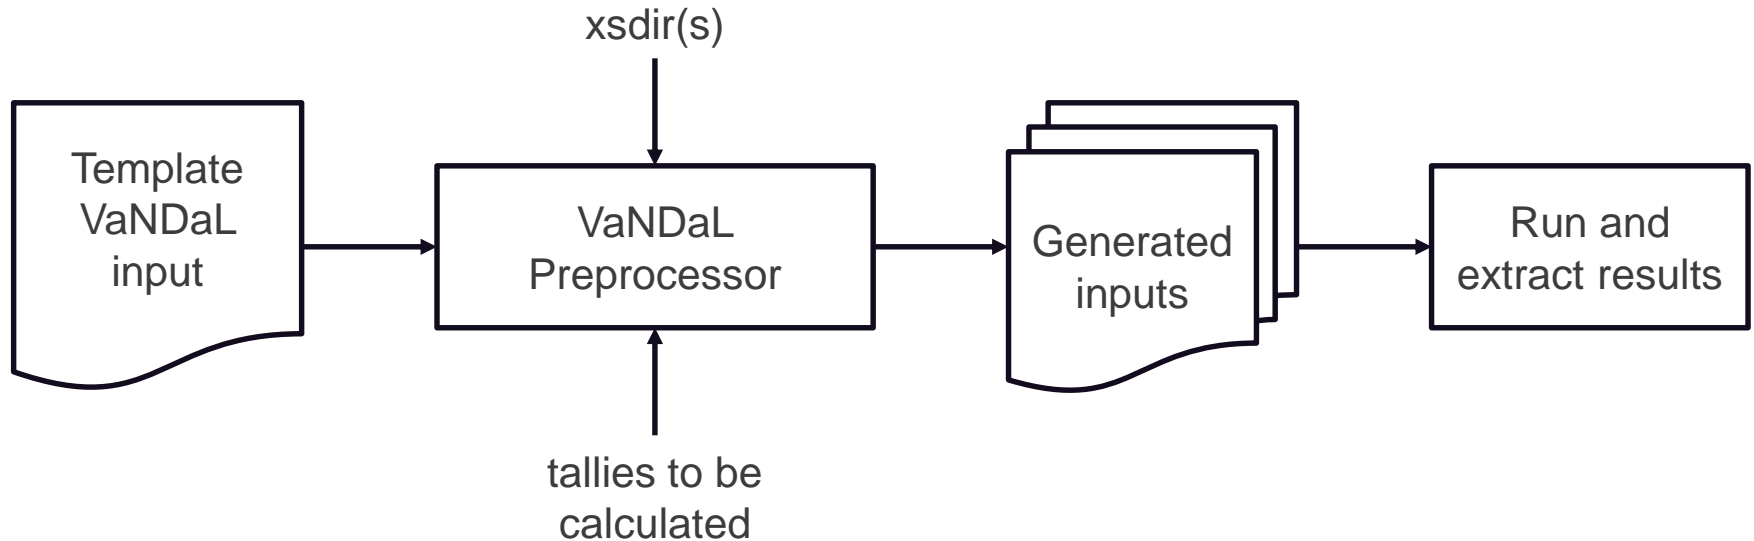 xsdir(s)
Template
VaNDaL
input
VaNDaL
Preprocessor
Generated
inputs
Run and
extract results
tallies to be
calculated